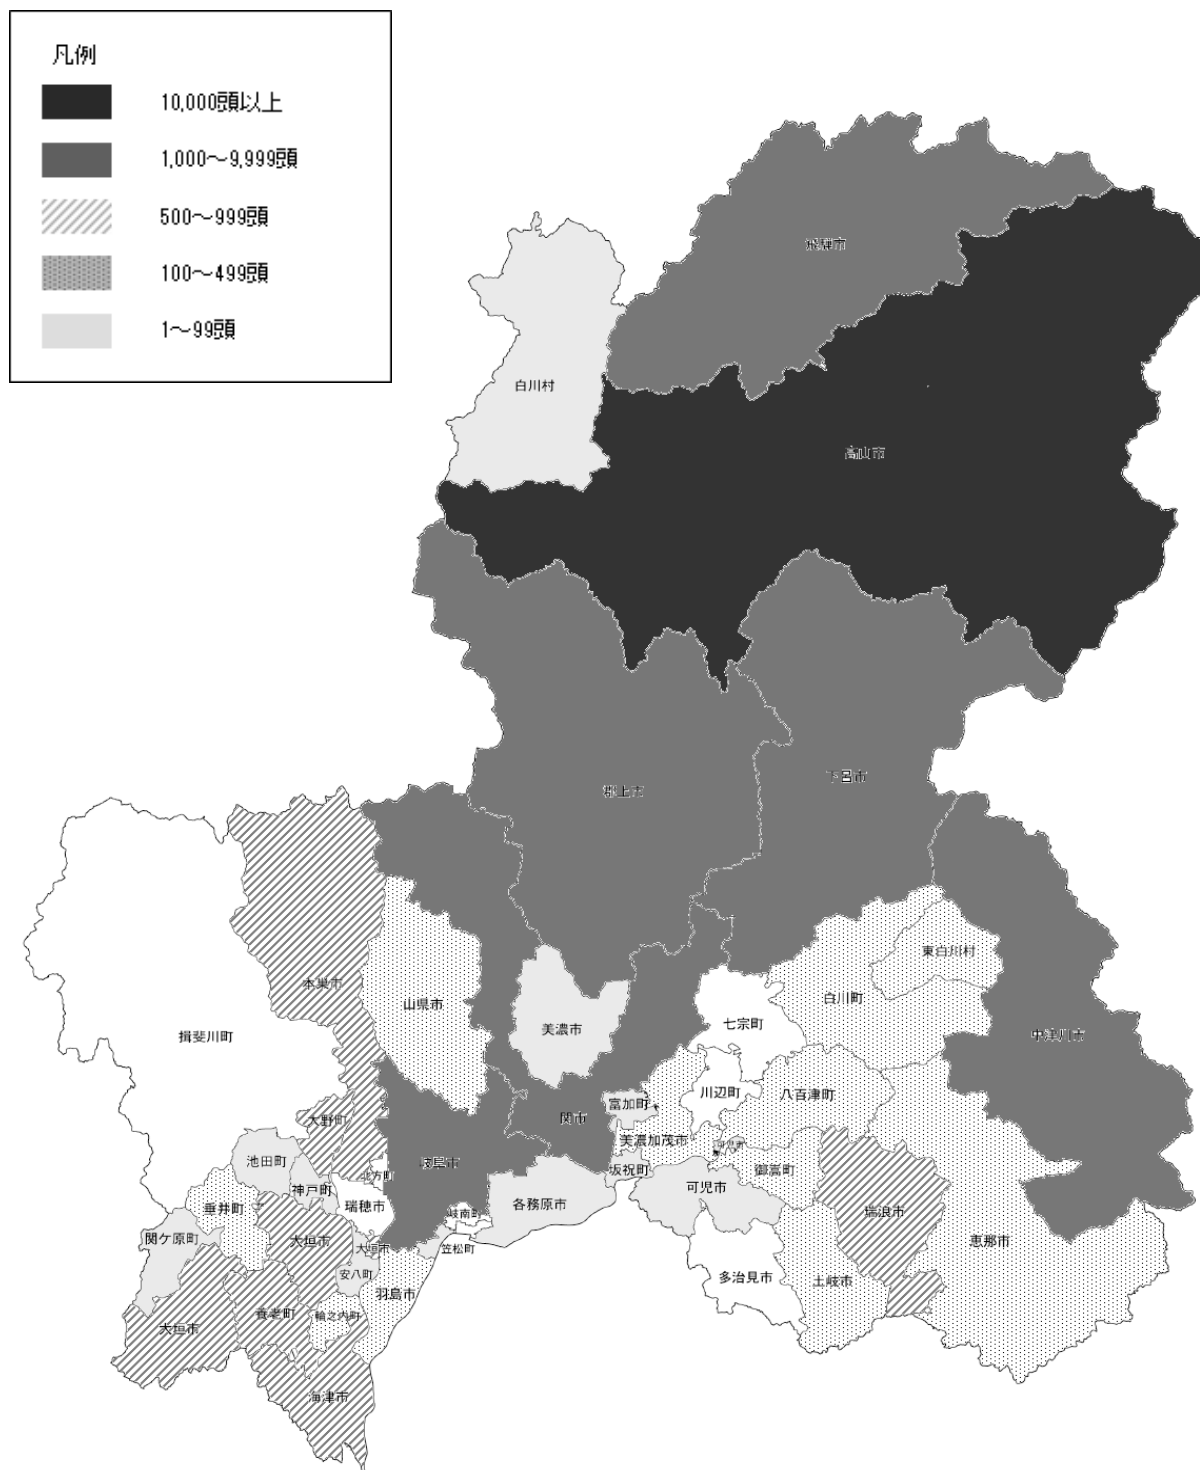 凡例
10,000頭以上
1,000～9,999頭
500～999頭
100～499頭
1～99頭
飛騨市
白川村
高山市
下呂市
郡上市
東白川村
本巣市
山県市
白川町
美濃市
七宗町
揖斐川町
中津川市
川辺町
八百津町
富加町
大野町
関市
美濃加茂市
池田町
岐阜市
坂祝町
御嵩町
北方町
神戸町
可児市
垂井町
瑞穂市
各務原市
岐南町
瑞浪市
関ケ原町
大垣市
大垣市
笠松町
恵那市
安八町
多治見市
土岐市
羽島市
養老町
輪之内町
大垣市
海津市